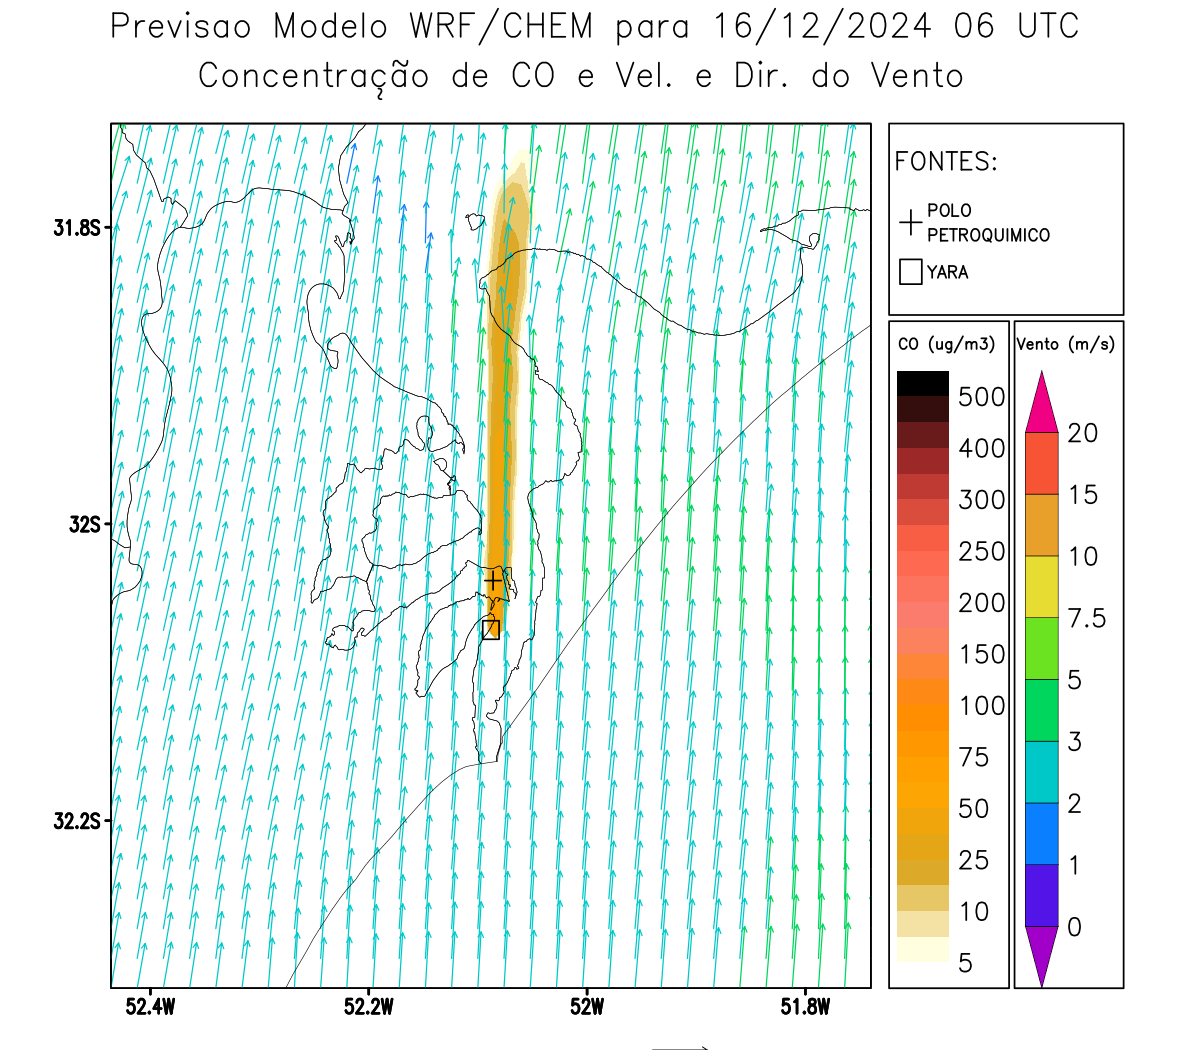 Previsao Modelo WRF/CHEM para 16/12/2024 06 UTC
Concentração de CO e Vel. e Dir. do Vento
FONTES:
POLO
PETROQUIMICO
YARA
CO (ug/m3)
500
400
300
250
200
150
100
75
50
25
10
5
Vento (m/s)
20
15
10
7.5
5
3
2
1
0
31.8S
32S
32.2S
52.4W
52.2W
52W
51.8W